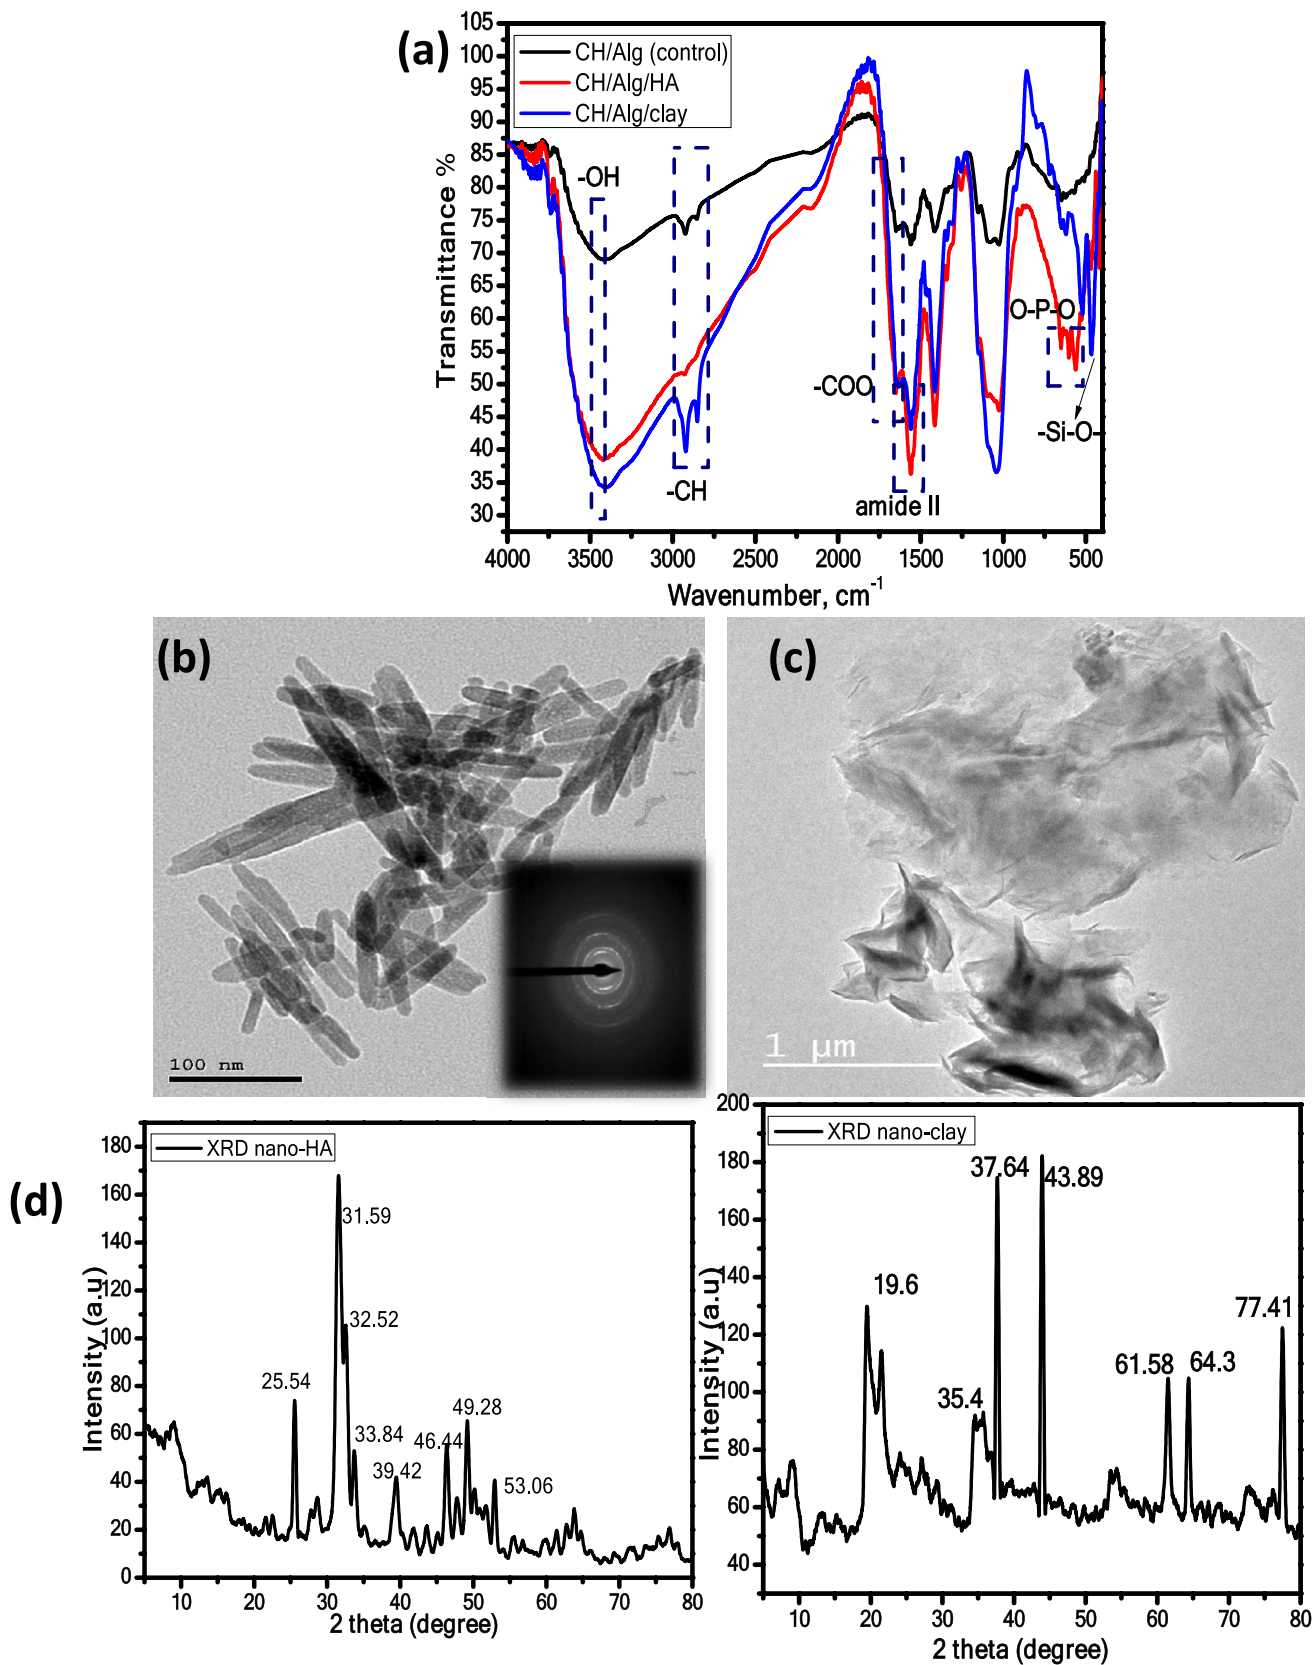 (a)
105
100
95
90
85
80
75
70
65
60
55
50
45
40
35
30
Transmittance %
CH/Alg (control)
CH/Alg/HA
CH/Alg/clay
-OH
-CH
-COO
amide II
O-P-O
-Si-O-
4000 3500 3000 2500 2000 1500 1000 500
Wavenumber, cm-1
(b)
100 nm
(c)
1 µm
(d)
180
160
140
120
100
80
60
40
20
0
Intensity (a.u)
XRD nano-HA
31.59
32.52
25.54
33.84
39.42
46.44
49.28
53.06
10 20 30 40 50 60 70 80
2 theta (degree)
200
180
160
140
120
100
80
60
40
Intensity (a.u)
XRD nano-clay
37.64
43.89
19.6
35.4
61.58
64.3
77.41
10 20 30 40 50 60 70 80
2 theta (degree)